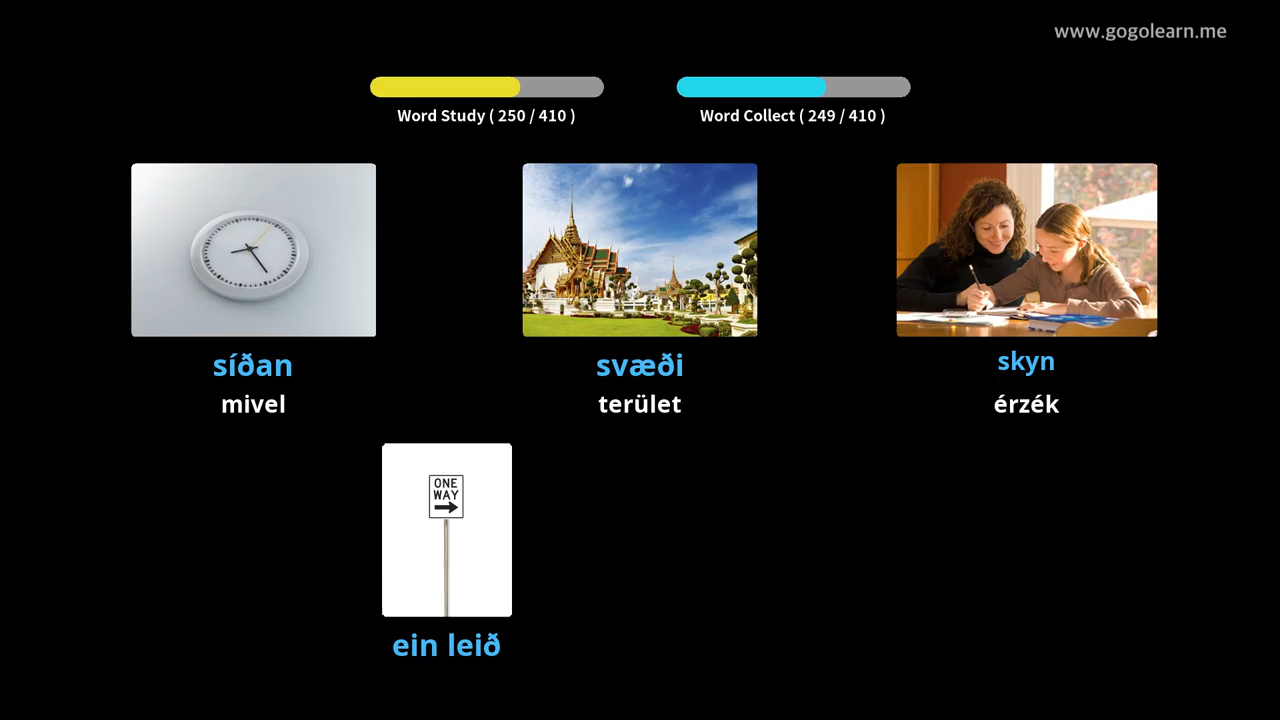 www.gogolearn.me
Word Study ( 250 / 410 )
Word Collect ( 249 / 410 )
síðan
mivel
svæði
terület
skyn
érzék
ONE
WAY
ein leið